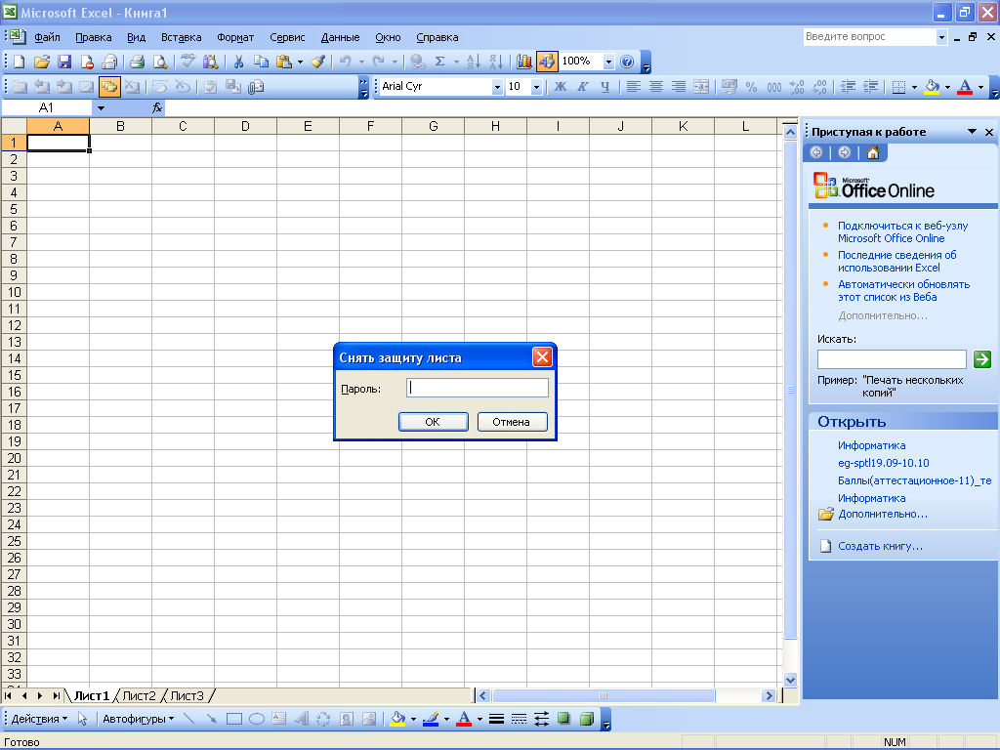 Microsoft Excel - Книга1
Файл Правка Вид Вставка Формат Сервис Данные Окно Справка
Введите вопрос
100%
Arial Cyr 10 Ж К Ч
% 000
A1 fx
A B C D E F G H I J K L
1
2
3
4
5
6
7
8
9
10
11
12
13
14
15
16
17
18
19
20
21
22
23
24
25
26
27
28
29
30
31
32
33
Снять защиту листа
Пароль:
ОК Отмена
Приступая к работе
Microsoft
Office Online
Подключиться к веб-узлу
Microsoft Office Online
Последние сведения об
использовании Excel
Автоматически обновлять
этот список из Веба
Дополнительно...
Искать:
Пример: "Печать нескольких
копий"
Открыть
Информатика
eg-sptl19.09-10.10
Баллы(аттестационное-11)_те
Информатика
Дополнительно...
Создать книгу...
Лист1 Лист2 Лист3
Действия Автофигуры
Готово NUM